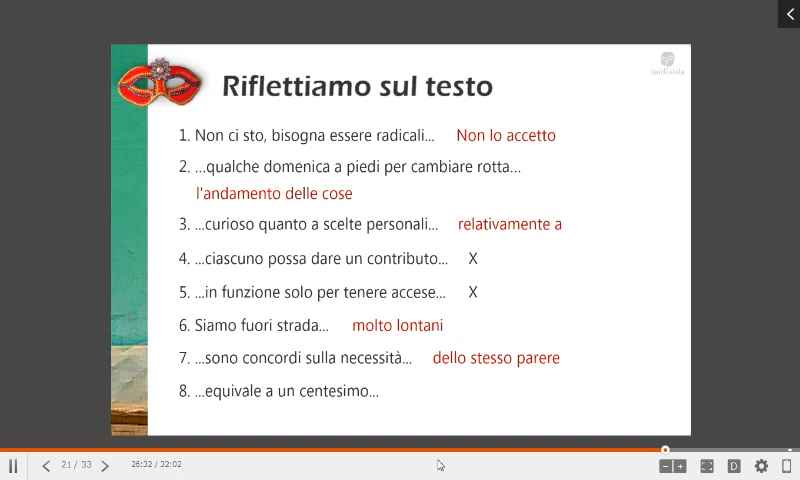 Riflettiamo sul testo
1. Non ci sto, bisogna essere radicali... Non lo accetto
2. ...qualche domenica a piedi per cambiare rotta...
l'andamento delle cose
3. ...curioso quanto a scelte personali... relativamente a
4. ...ciascuno possa dare un contributo... X
5. ...in funzione solo per tenere accese... X
6. Siamo fuori strada... molto lontani
7. ...sono concordi sulla necessità... dello stesso parere
8. ...equivale a un centesimo...
21 / 33
26:32 / 32:02
D